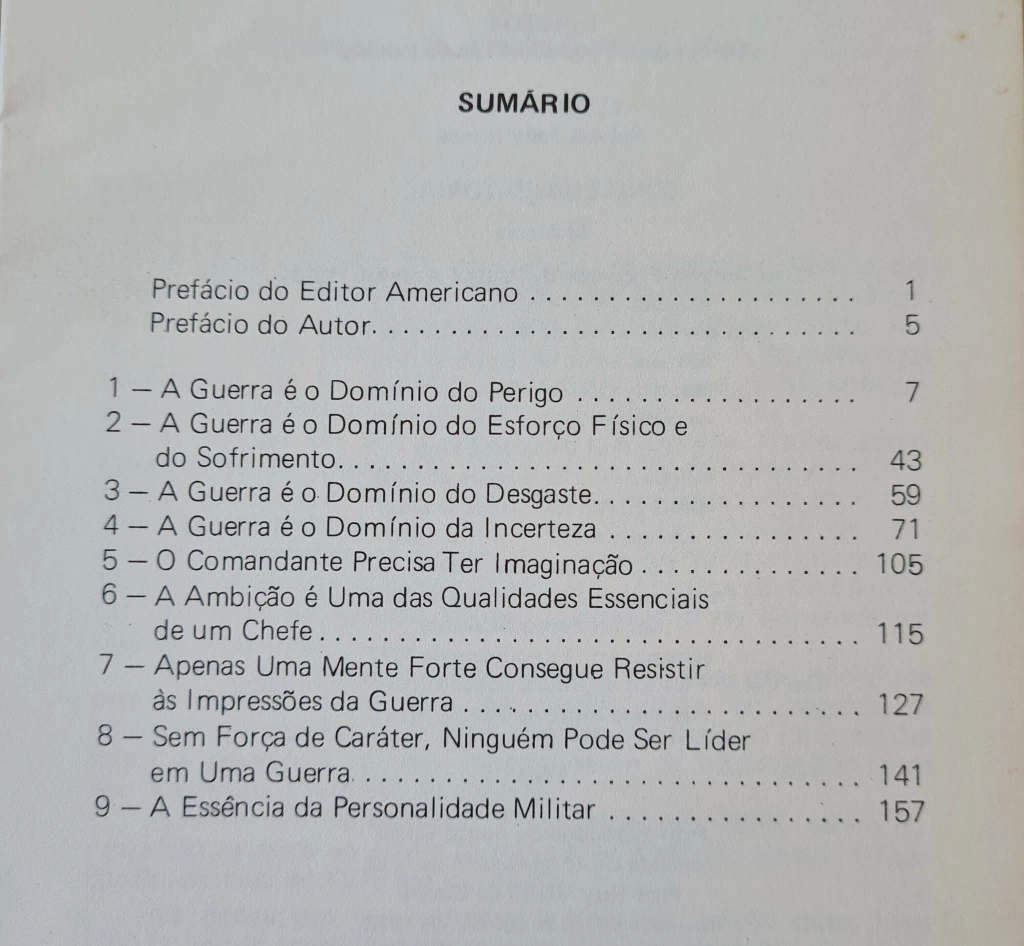 SUMÁRIO
Prefácio do Editor Americano . . . . . . . . . . . . . . . . . . . . . 1
Prefácio do Autor. . . . . . . . . . . . . . . . . . . . . . . . . . . . . . . 5
1 — A Guerra é o Domínio do Perigo . . . . . . . . . . . . . . . . . . 7
2 — A Guerra é o Domínio do Esforço Físico e
do Sofrimento. . . . . . . . . . . . . . . . . . . . . . . . . . . . . . . . . 43
3 — A Guerra é o Domínio do Desgaste. . . . . . . . . . . . . . . . . 59
4 — A Guerra é o Domínio da Incerteza . . . . . . . . . . . . . . . . 71
5 — O Comandante Precisa Ter Imaginação . . . . . . . . . . . . . . 105
6 — A Ambição é Uma das Qualidades Essenciais
de um Chefe . . . . . . . . . . . . . . . . . . . . . . . . . . . . . . . . . . 115
7 — Apenas Uma Mente Forte Consegue Resistir
às Impressões da Guerra . . . . . . . . . . . . . . . . . . . . . . . . . 127
8 — Sem Força de Caráter, Ninguém Pode Ser Líder
em Uma Guerra . . . . . . . . . . . . . . . . . . . . . . . . . . . . . . . . 141
9 — A Essência da Personalidade Militar . . . . . . . . . . . . . . . . 157